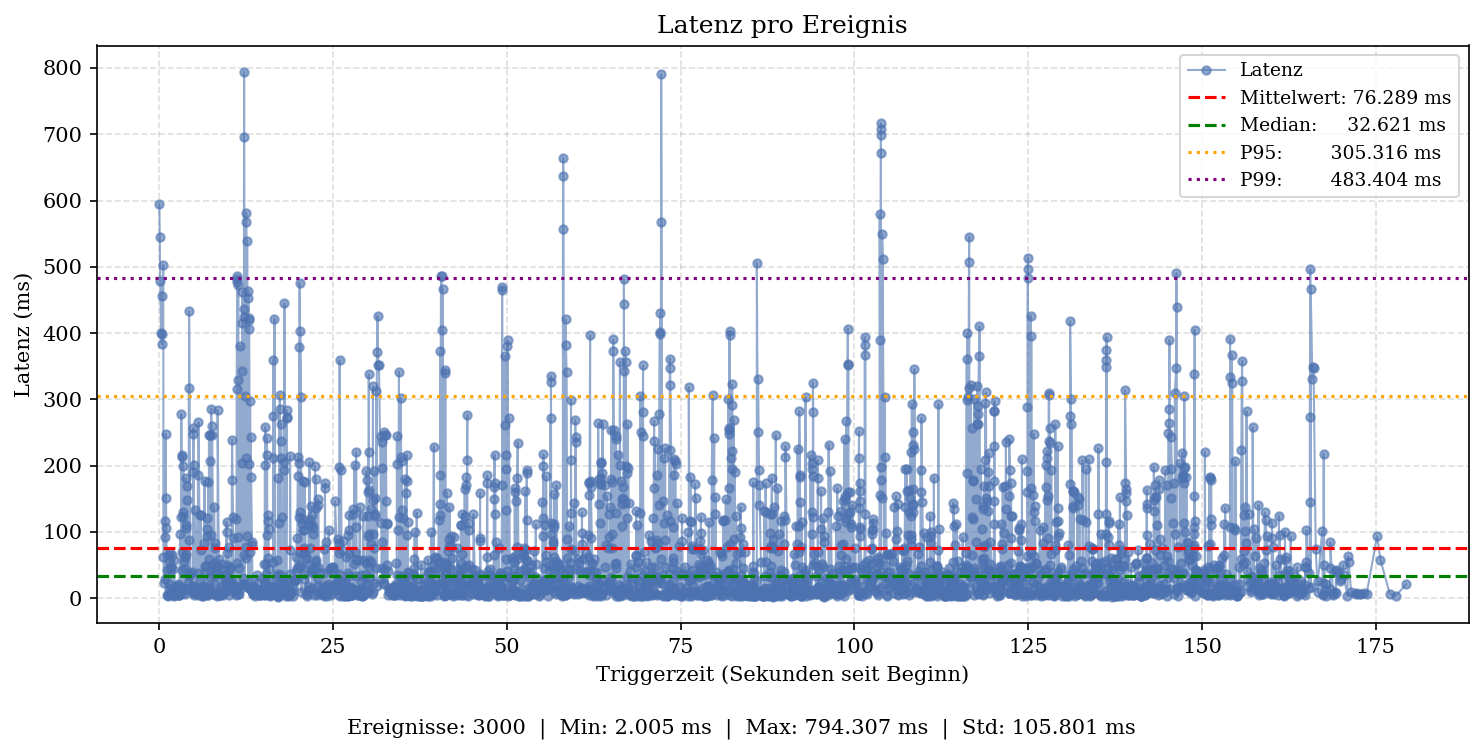 Latenz pro Ereignis
Latenz (ms)
800
700
600
500
400
300
200
100
0
Latenz
Mittelwert: 76.289 ms
Median: 32.621 ms
P95: 305.316 ms
P99: 483.404 ms
0 25 50 75 100 125 150 175
Triggerzeit (Sekunden seit Beginn)
Ereignisse: 3000 | Min: 2.005 ms | Max: 794.307 ms | Std: 105.801 ms